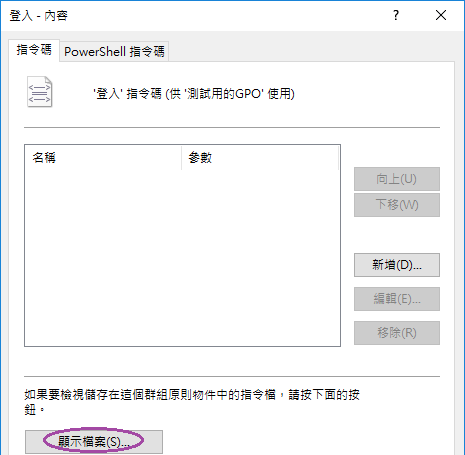 登入 - 內容
指令碼 PowerShell 指令碼
'登入' 指令碼 (供 '測試用的GPO' 使用)
名稱 參數
向上(U)
下移(W)
新增(D)...
編輯(E)...
移除(R)
如果要檢視儲存在這個群組原則物件中的指令檔，請按下面的按
鈕。
顯示檔案(S)...